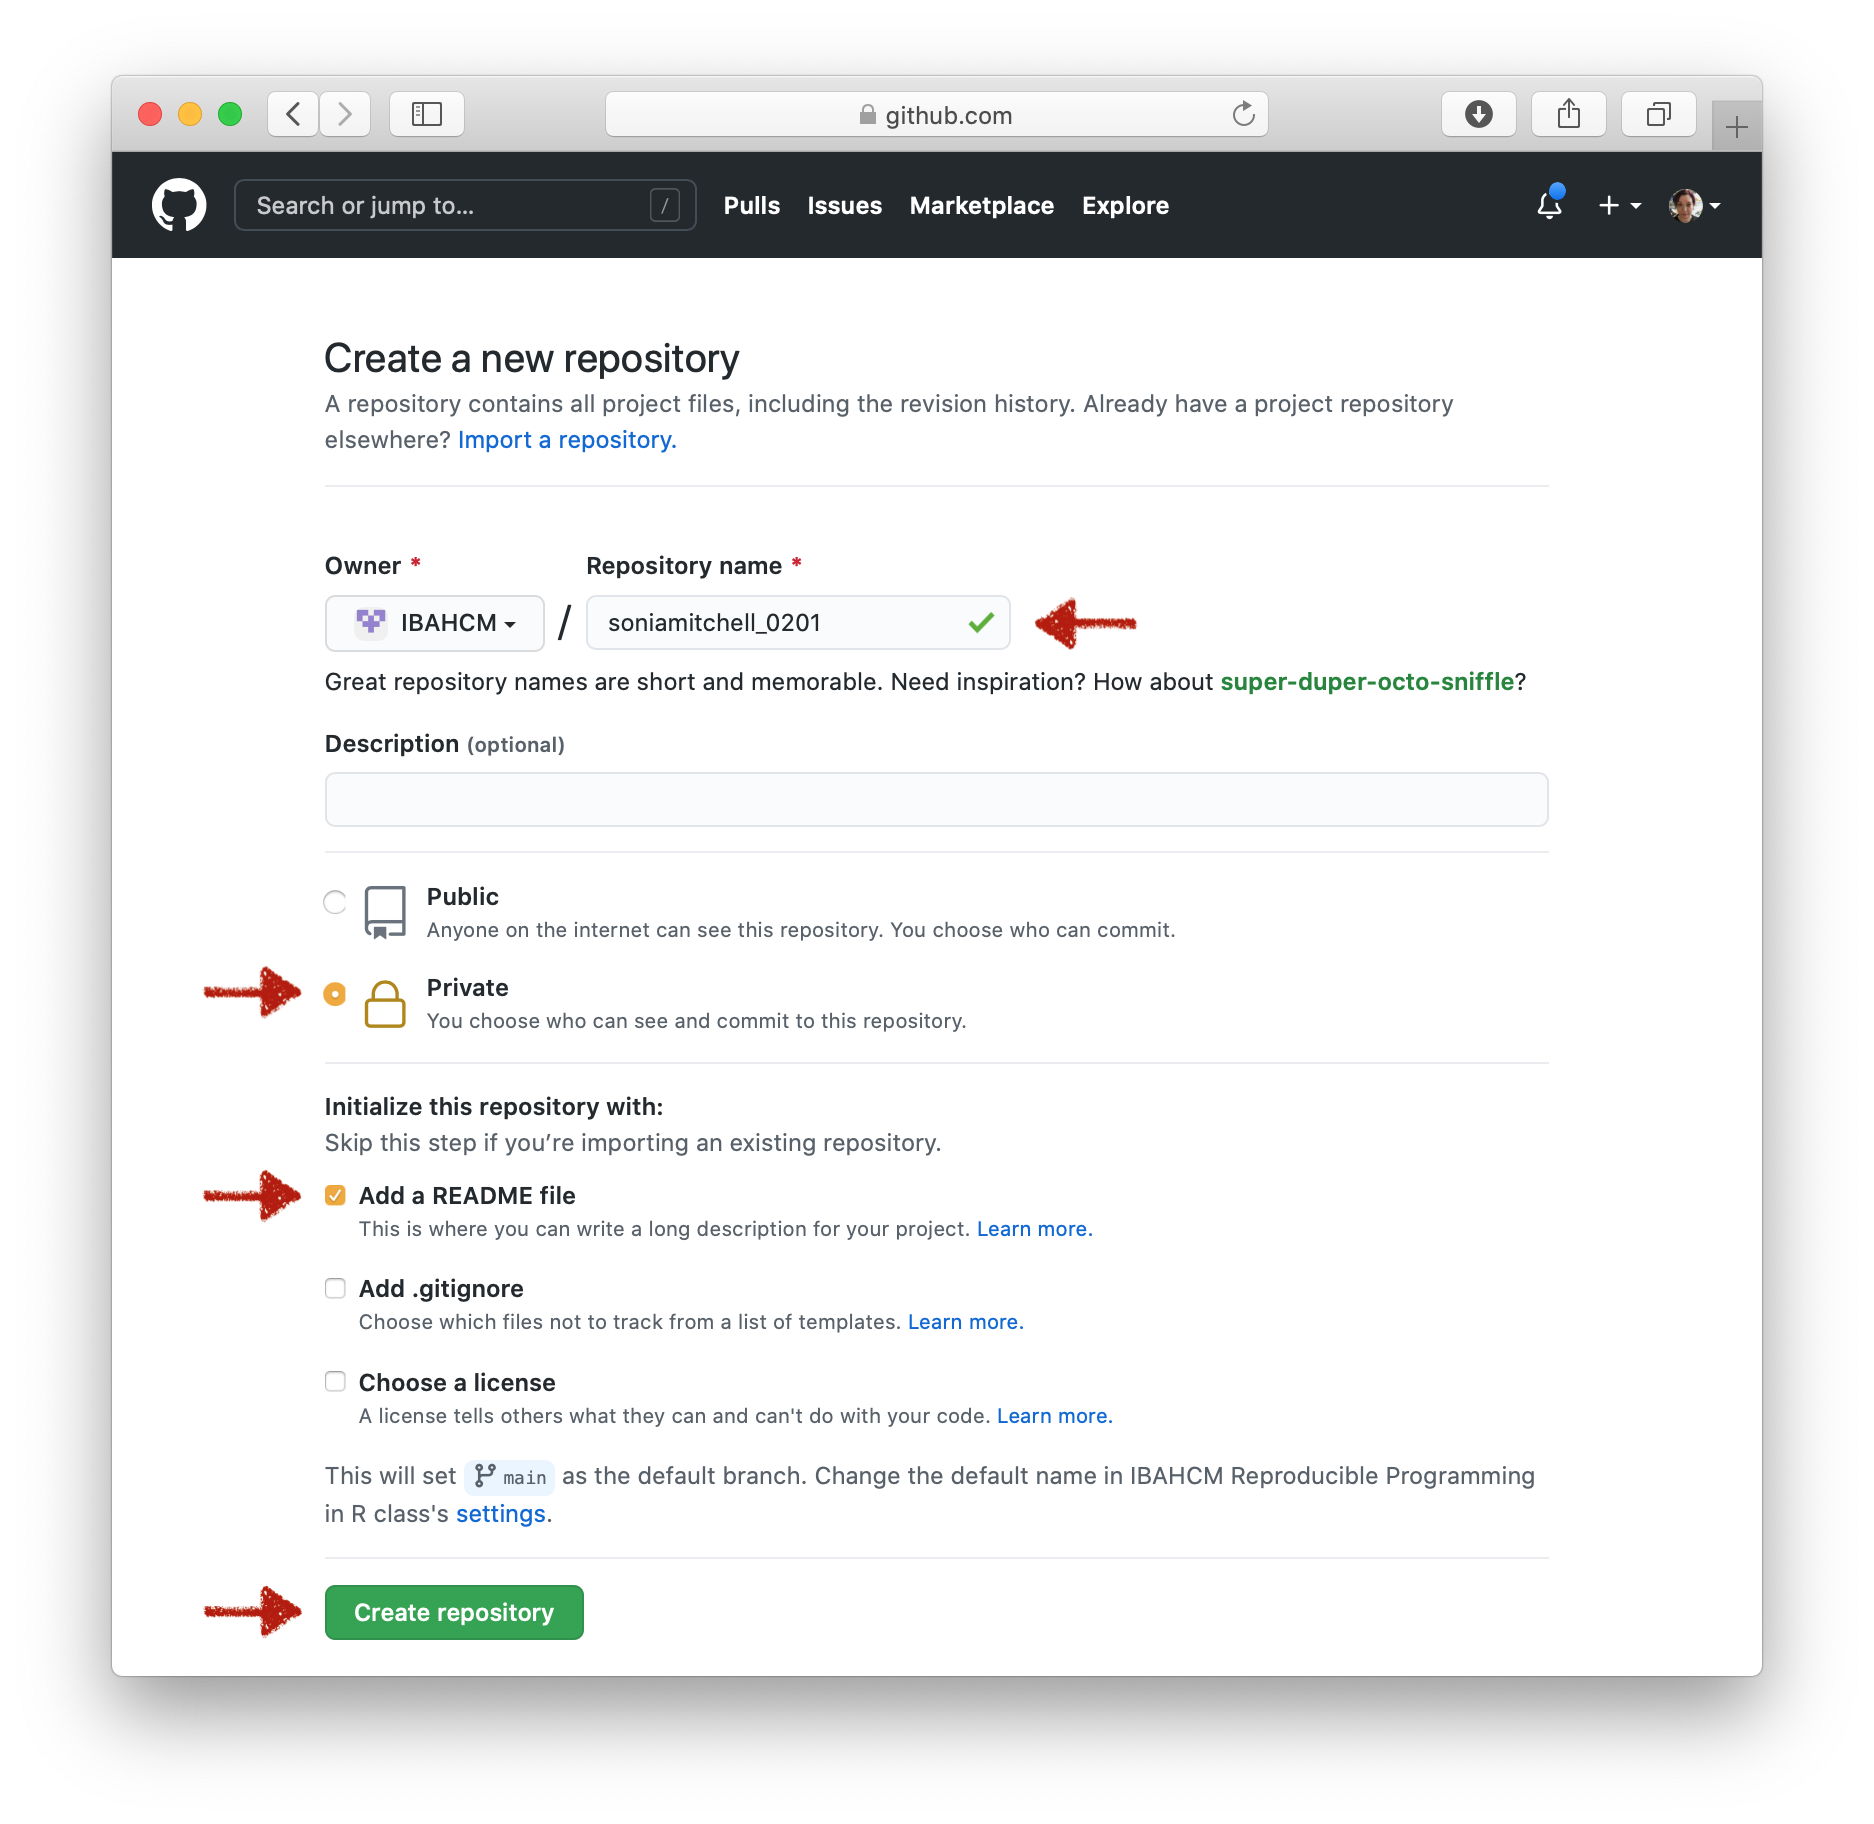 github.com
Search or jump to... /
Pulls Issues Marketplace Explore
Create a new repository
A repository contains all project files, including the revision history. Already have a project repository
elsewhere? Import a repository.
Owner * Repository name *
IBAHCM / soniamitchell_0201
Great repository names are short and memorable. Need inspiration? How about super-duper-octo-sniffle?
Description (optional)
Public
Anyone on the internet can see this repository. You choose who can commit.
Private
You choose who can see and commit to this repository.
Initialize this repository with:
Skip this step if you’re importing an existing repository.
Add a README file
This is where you can write a long description for your project. Learn more.
Add .gitignore
Choose which files not to track from a list of templates. Learn more.
Choose a license
A license tells others what they can and can't do with your code. Learn more.
This will set main as the default branch. Change the default name in IBAHCM Reproducible Programming
in R class's settings.
Create repository